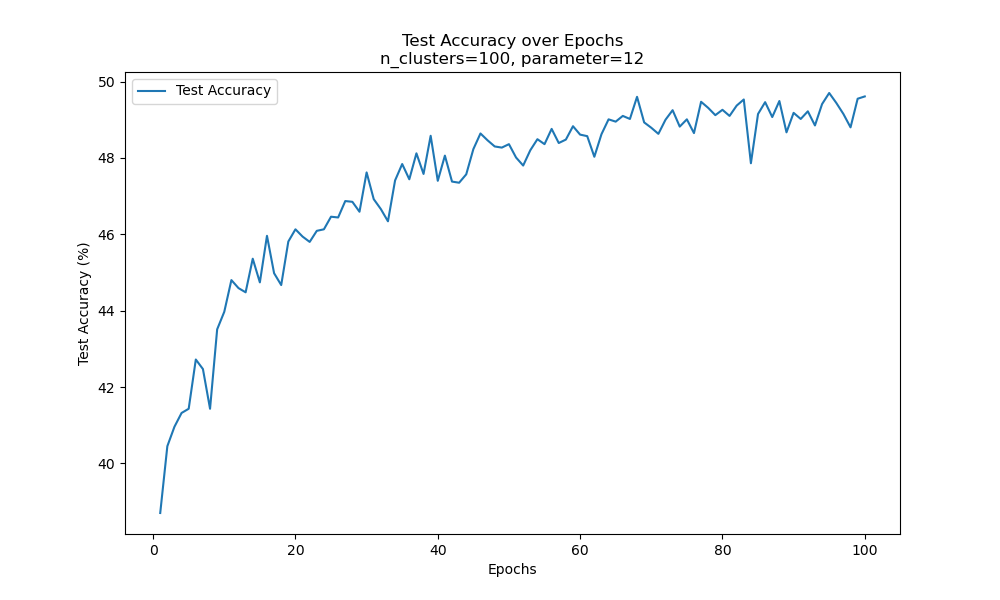 Test Accuracy over Epochs
n_clusters=100, parameter=12
Test Accuracy
Test Accuracy (%)
50
48
46
44
42
40
0 20 40 60 80 100
Epochs